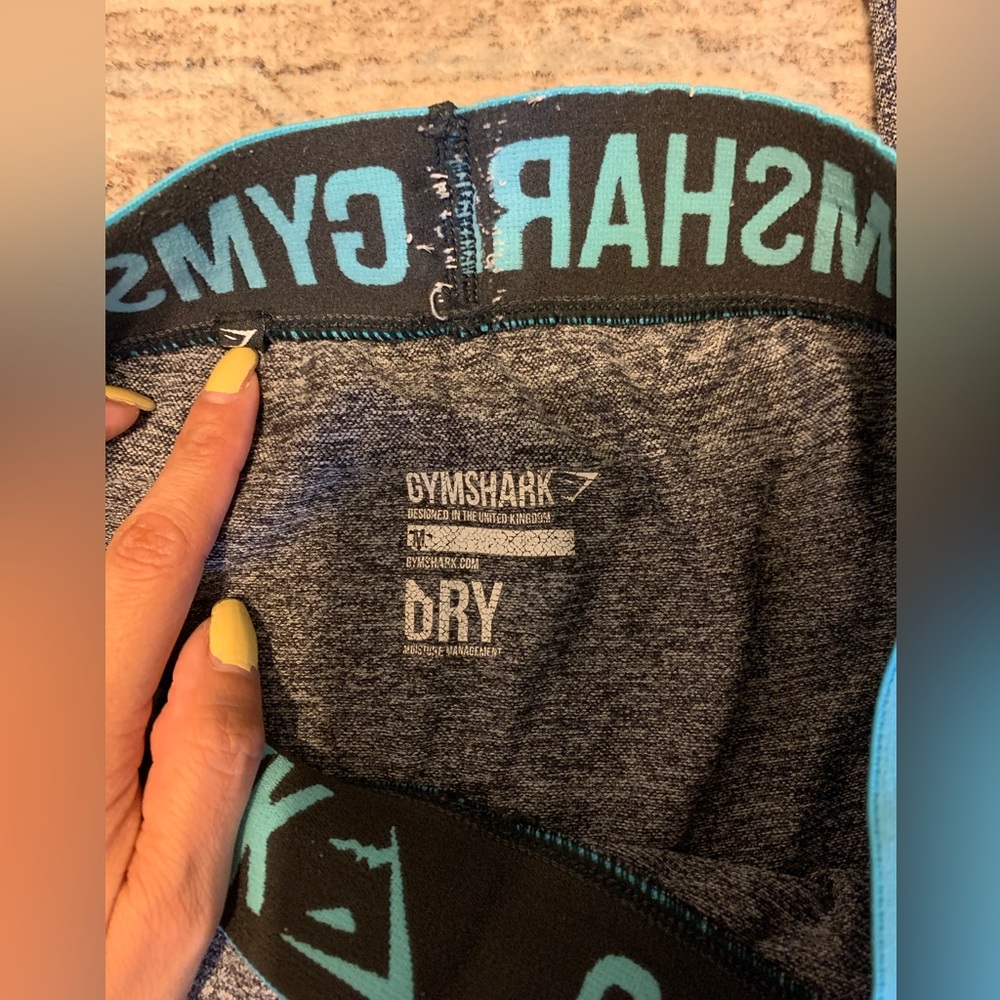 GYMS
MSHAR
GYMSHARK
DESIGNED IN THE UNITED KINGDOM
M
GYMSHARK.COM
DRY
MOISTURE MANAGEMENT
K